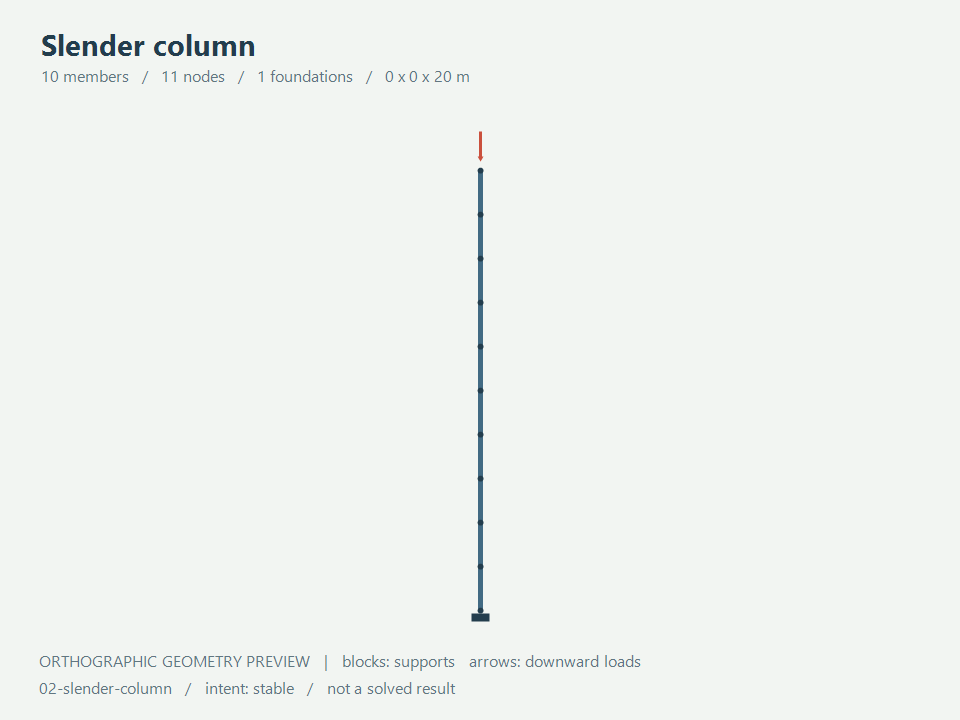 Slender column
10 members / 11 nodes / 1 foundations / 0 x 0 x 20 m
ORTHOGRAPHIC GEOMETRY PREVIEW | blocks: supports arrows: downward loads
02-slender-column / intent: stable / not a solved result